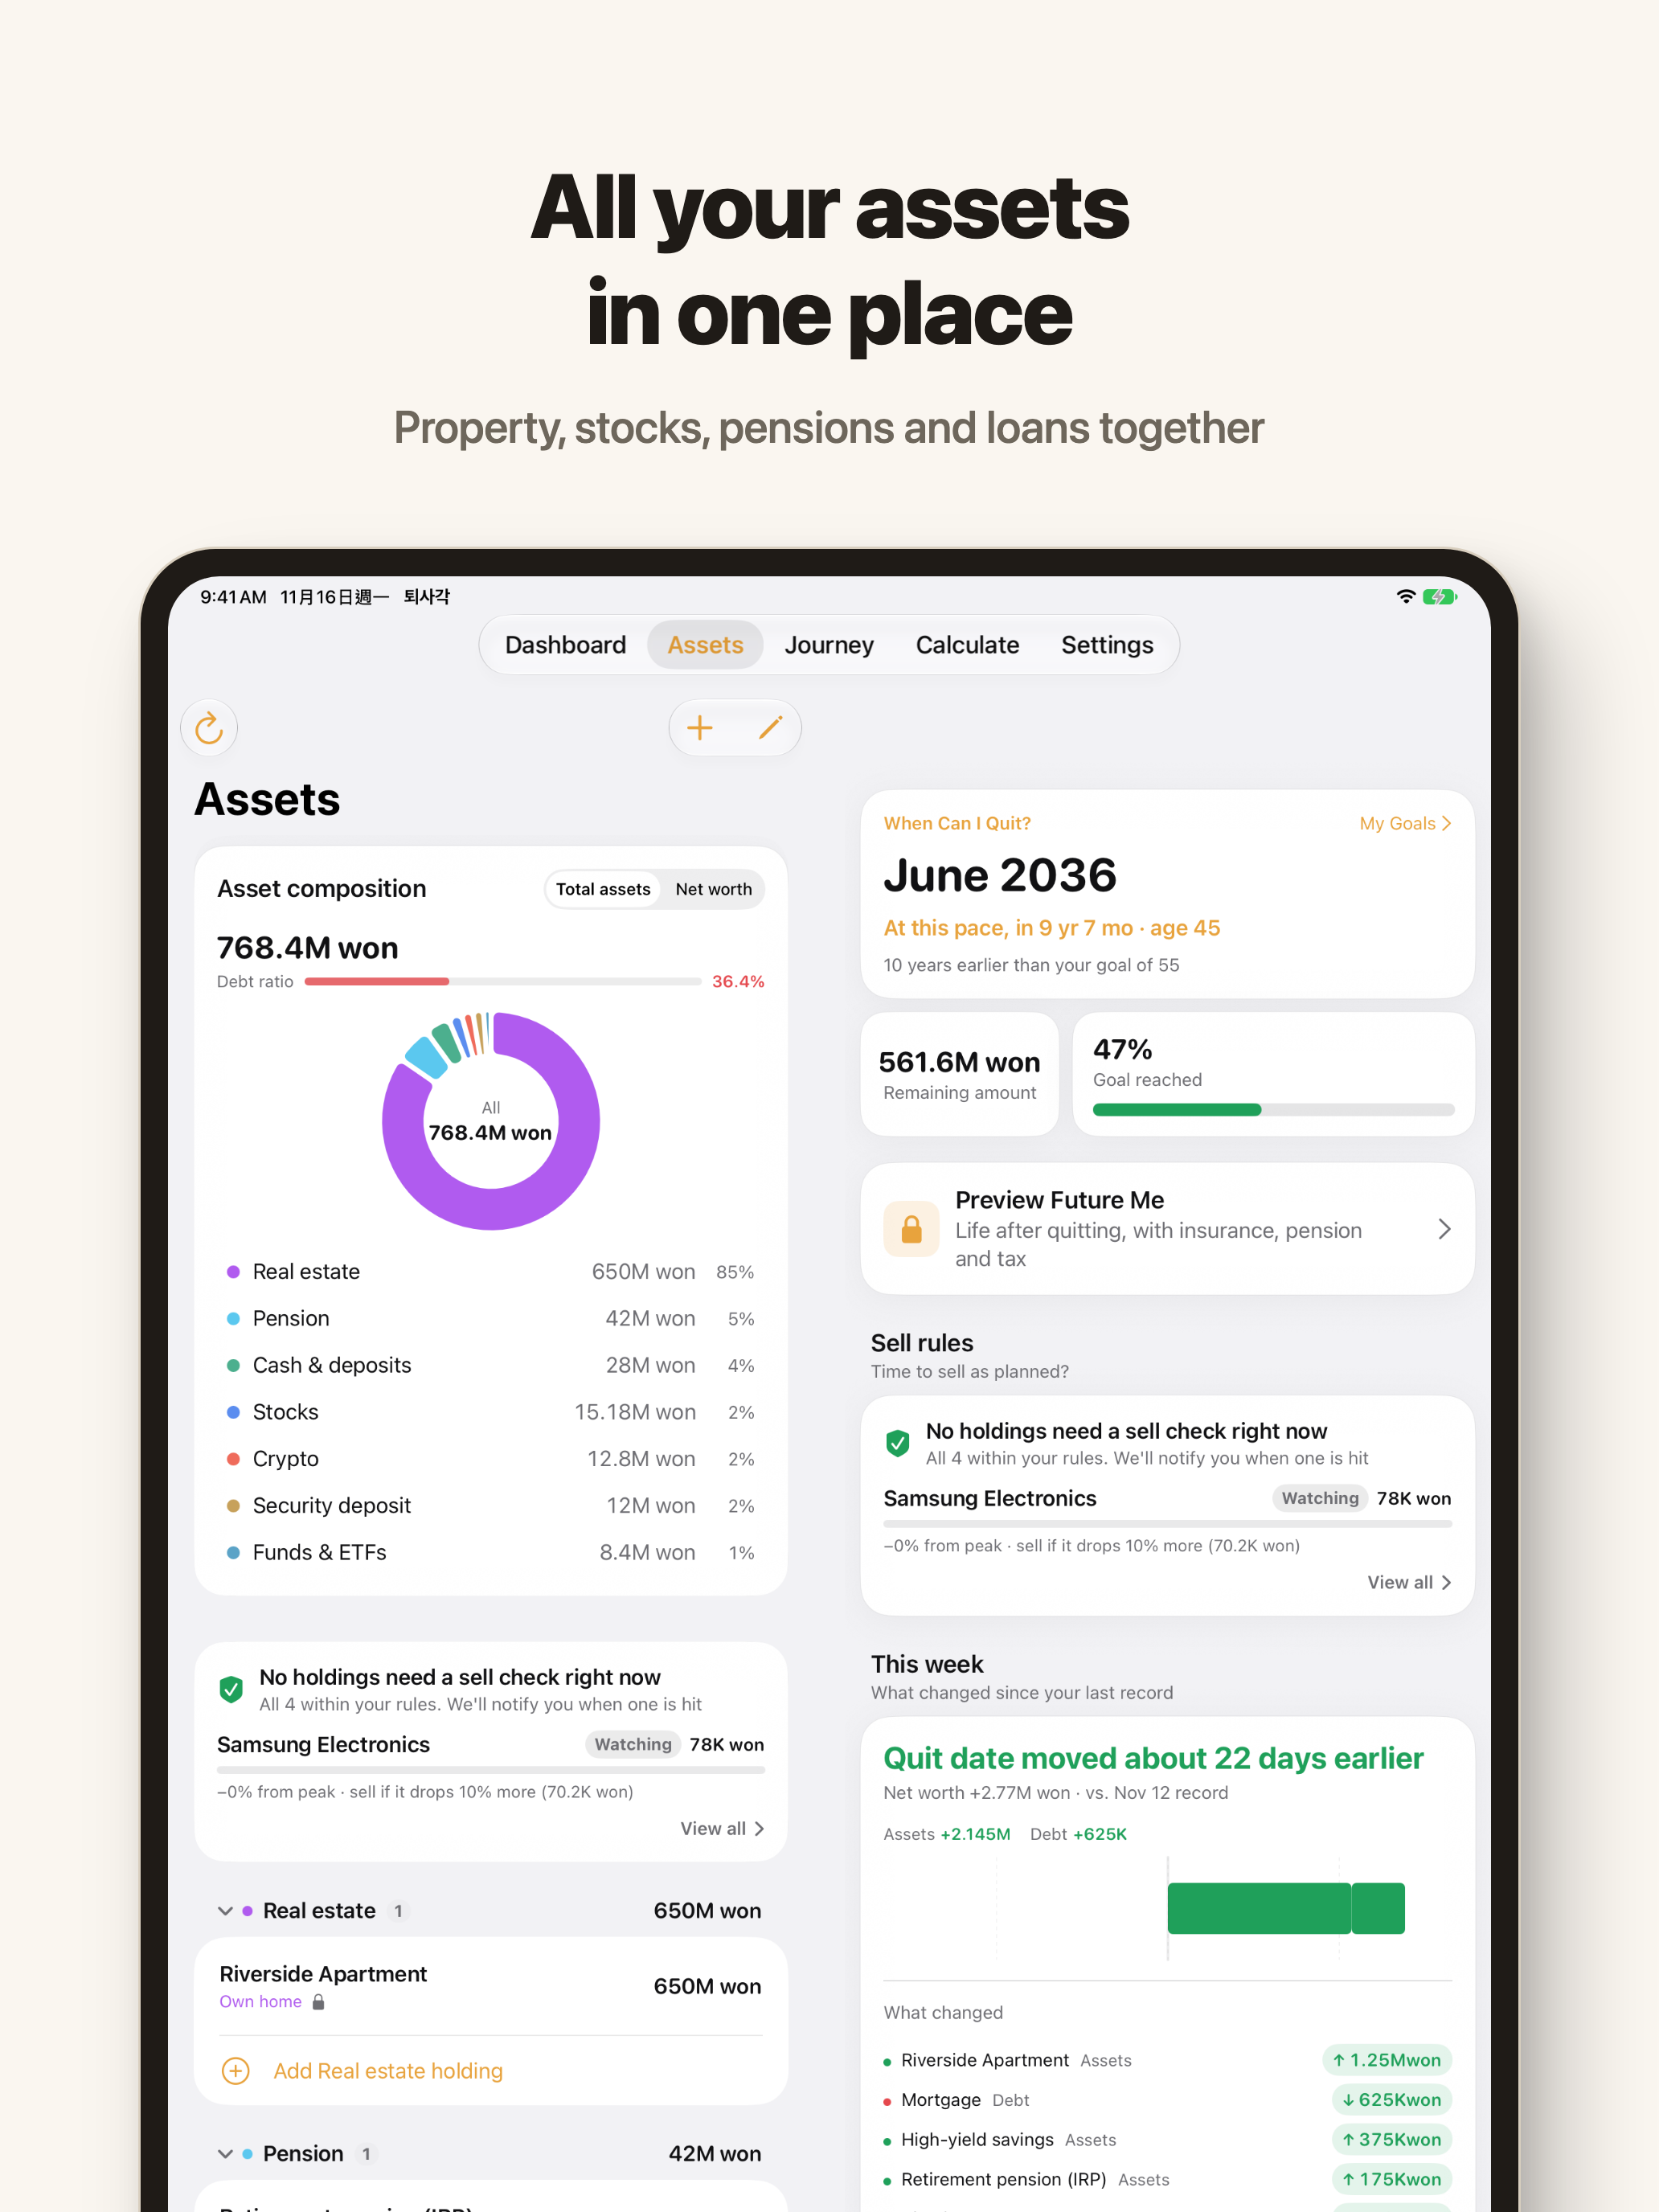 All your assets
in one place
Property, stocks, pensions and loans together
9:41 AM 11月16日週一 퇴사각
Dashboard Assets Journey Calculate Settings
Assets
Asset composition Total assets Net worth
768.4M won
Debt ratio 36.4%
All
768.4M won
Real estate 650M won 85%
Pension 42M won 5%
Cash & deposits 28M won 4%
Stocks 15.18M won 2%
Crypto 12.8M won 2%
Security deposit 12M won 2%
Funds & ETFs 8.4M won 1%
No holdings need a sell check right now
All 4 within your rules. We'll notify you when one is hit
Samsung Electronics Watching 78K won
−0% from peak · sell if it drops 10% more (70.2K won)
View all
Real estate 1 650M won
Riverside Apartment 650M won
Own home
Add Real estate holding
Pension 1 42M won
When Can I Quit? My Goals
June 2036
At this pace, in 9 yr 7 mo · age 45
10 years earlier than your goal of 55
561.6M won
Remaining amount
47%
Goal reached
Preview Future Me
Life after quitting, with insurance, pension
and tax
Sell rules
Time to sell as planned?
No holdings need a sell check right now
All 4 within your rules. We'll notify you when one is hit
Samsung Electronics Watching 78K won
−0% from peak · sell if it drops 10% more (70.2K won)
View all
This week
What changed since your last record
Quit date moved about 22 days earlier
Net worth +2.77M won · vs. Nov 12 record
Assets +2.145M Debt +625K
What changed
Riverside Apartment Assets ↑ 1.25Mwon
Mortgage Debt ↓ 625Kwon
High-yield savings Assets ↑ 375Kwon
Retirement pension (IRP) Assets ↑ 175Kwon